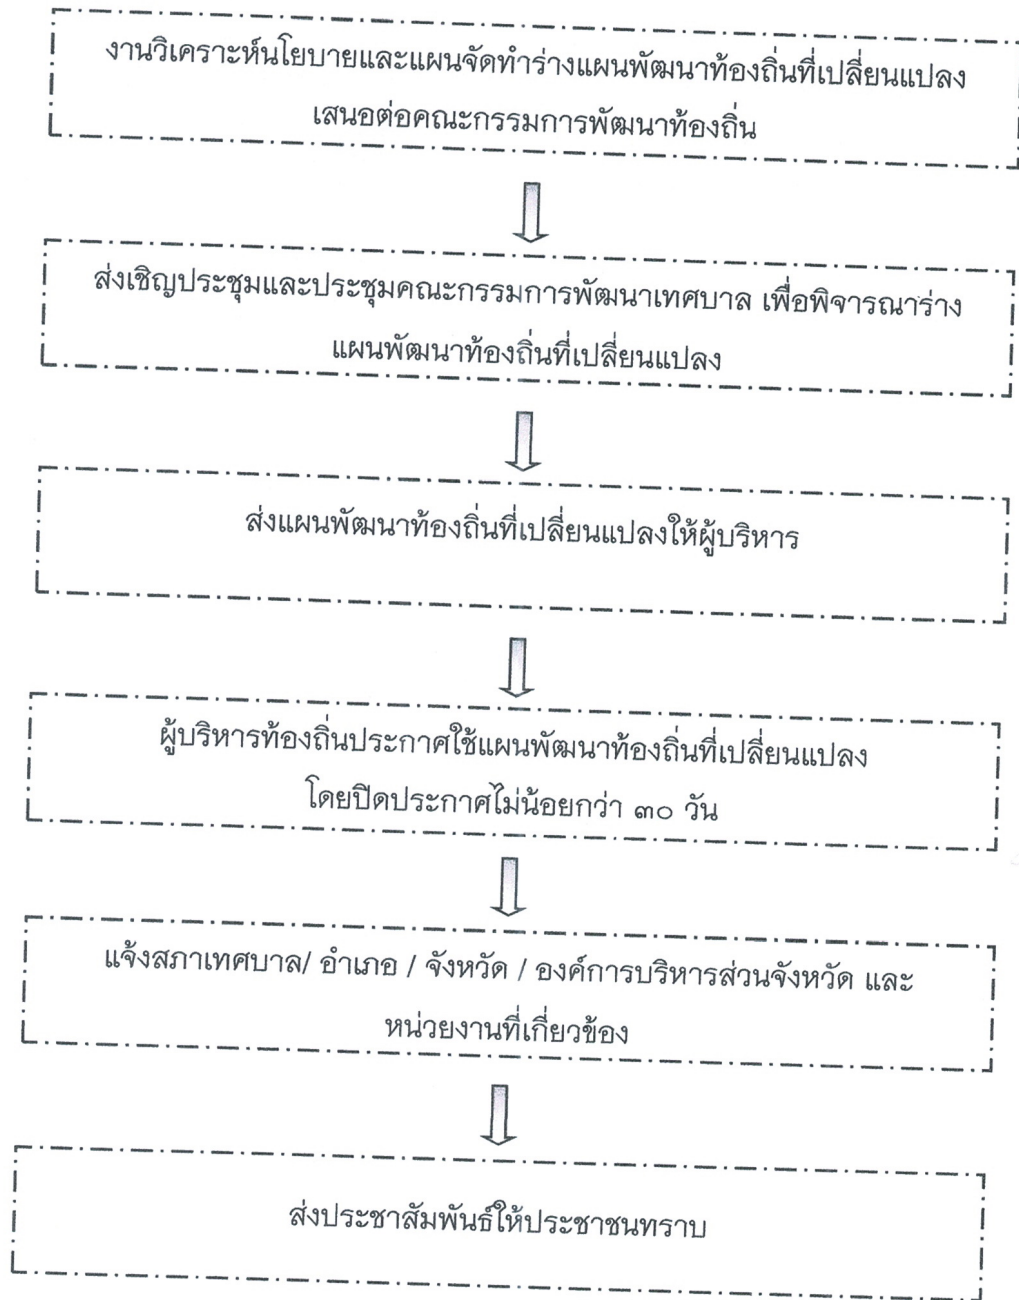 งานวิเคราะห์นโยบายและแผนจัดทำร่างแผนพัฒนาท้องถิ่นที่เปลี่ยนแปลง
เสนอต่อคณะกรรมการพัฒนาท้องถิ่น
ส่งเชิญประชุมและประชุมคณะกรรมการพัฒนาเทศบาล เพื่อพิจารณาร่าง
แผนพัฒนาท้องถิ่นที่เปลี่ยนแปลง
ส่งแผนพัฒนาท้องถิ่นที่เปลี่ยนแปลงให้ผู้บริหาร
ผู้บริหารท้องถิ่นประกาศใช้แผนพัฒนาท้องถิ่นที่เปลี่ยนแปลง
โดยปิดประกาศไม่น้อยกว่า ๓๐ วัน
แจ้งสภาเทศบาล/ อำเภอ / จังหวัด / องค์การบริหารส่วนจังหวัด และ
หน่วยงานที่เกี่ยวข้อง
ส่งประชาสัมพันธ์ให้ประชาชนทราบ